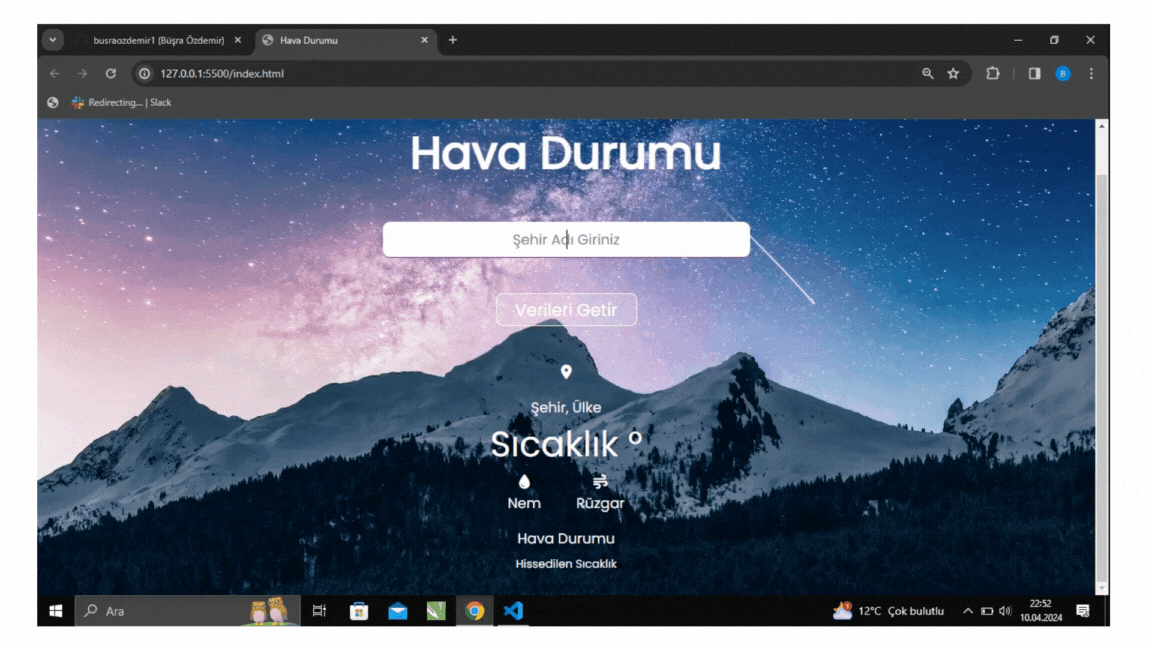 busraozdemir1 (Büşra Özdemir)
Hava Durumu
127.0.0.1:5500/index.html
B
Redirecting... | Slack
Hava Durumu
Şehir Adı Giriniz
Verileri Getir
Şehir, Ülke
Sıcaklık °
Nem Rüzgar
Hava Durumu
Hissedilen Sıcaklık
Ara
12°C Çok bulutlu
22:52
10.04.2024